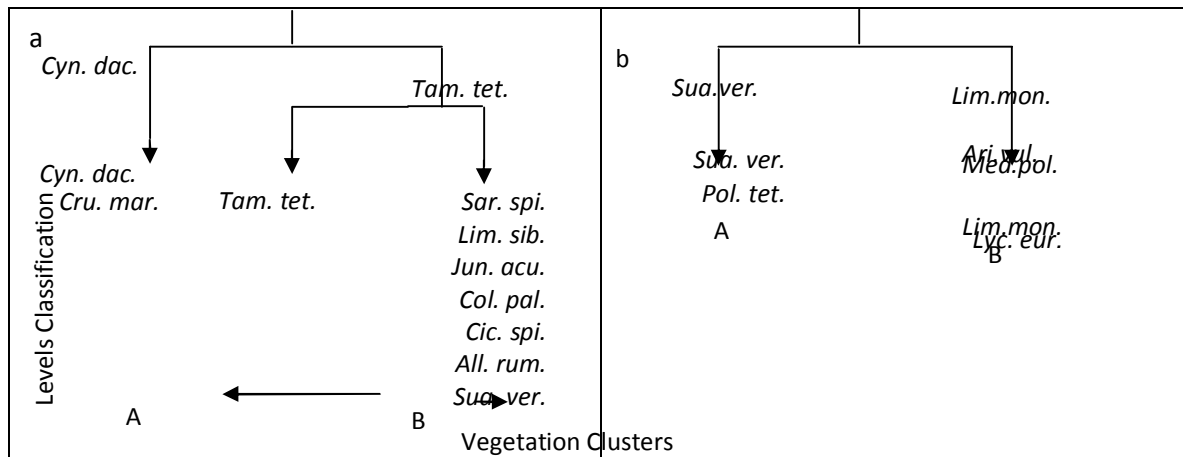 a
Cyn. dac.
Tam. tet.
Cyn. dac.
Cru. mar.
Tam. tet.
Sar. spi.
Lim. sib.
Jun. acu.
Col. pal.
Cic. spi.
All. rum.
Sua. ver.
Levels Classification
A
B
b
Sua.ver.
Lim.mon.
Sua. ver.
Pol. tet.
A
Ari.vul.
Med.pol.
Lim.mon.
Lyc. eur.
B
Vegetation Clusters